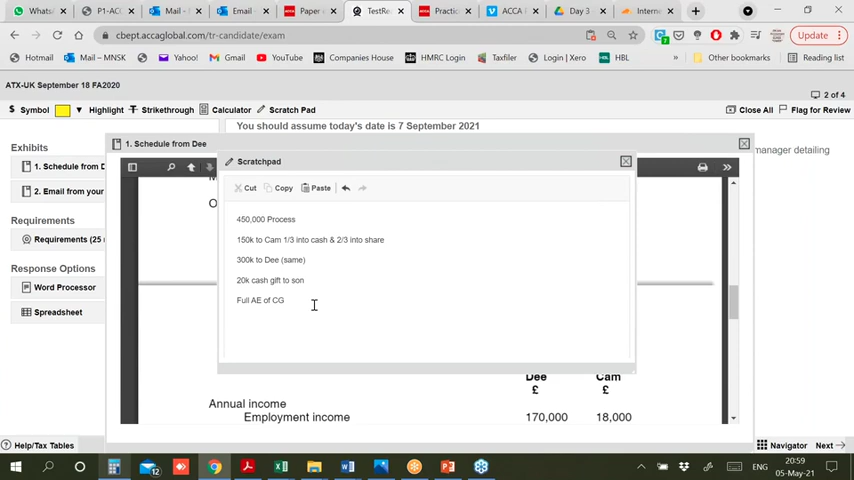 WhatsA
P1-ACC
Mail -
Email -
Paper
TestRe
Practic
ACCA
Day 3
Intern
cbept.accaglobal.com/tr-candidate/exam
Update
Hotmail
Mail – MNSK
(no subject)
Yahoo!
Gmail
YouTube
Companies House
HMRC Login
Taxfiler
Login | Xero
HBL
Other bookmarks
Reading list
ATX-UK September 18 FA2020
2 of 4
Symbol
Highlight
Strikethrough
Calculator
Scratch Pad
Close All
Flag for Review
You should assume today's date is 7 September 2021
Exhibits
1. Schedule from Dee
manager detailing
1. Schedule from D
Scratchpad
2. Email from your
Cut
Copy
Paste
Requirements
450,000 Process
Requirements (25
150k to Cam 1/3 into cash & 2/3 into share
300k to Dee (same)
Response Options
20k cash gift to son
Word Processor
Full AE of CG
Spreadsheet
Dee
Cam
£
£
Annual income
Employment income
170,000
18,000
Help/Tax Tables
Navigator
Next
12
ENG
20:59
05-May-21